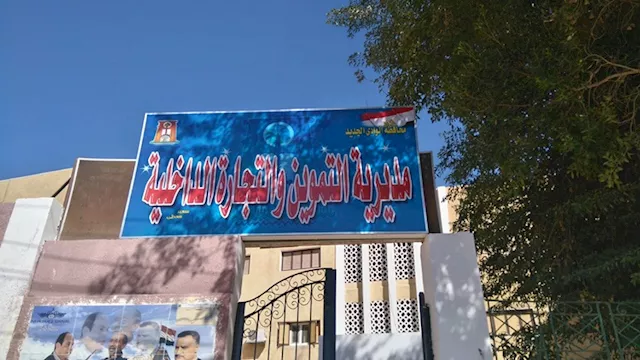 محافظة الوادي الجديد
مديرية التموين والتجارة الداخلية